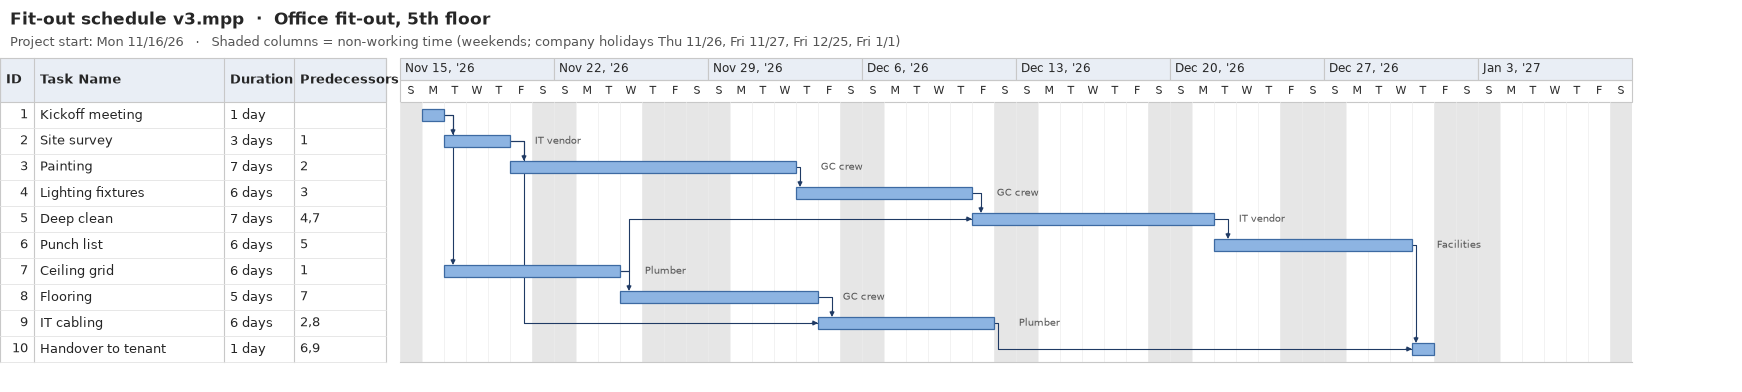 Fit-out schedule v3.mpp · Office fit-out, 5th floor
Project start: Mon 11/16/26 · Shaded columns = non-working time (weekends; company holidays Thu 11/26, Fri 11/27, Fri 12/25, Fri 1/1)
ID Task Name Duration Predecessors Nov 15, '26 Nov 22, '26 Nov 29, '26 Dec 6, '26 Dec 13, '26 Dec 20, '26 Dec 27, '26 Jan 3, '27
S M T W T F S S M T W T F S S M T W T F S S M T W T F S S M T W T F S S M T W T F S S M T W T F S S M T W T F S
1 Kickoff meeting 1 day
2 Site survey 3 days 1 IT vendor
3 Painting 7 days 2 GC crew
4 Lighting fixtures 6 days 3 GC crew
5 Deep clean 7 days 4,7 IT vendor
6 Punch list 6 days 5 Facilities
7 Ceiling grid 6 days 1 Plumber
8 Flooring 5 days 7 GC crew
9 IT cabling 6 days 2,8 Plumber
10 Handover to tenant 1 day 6,9